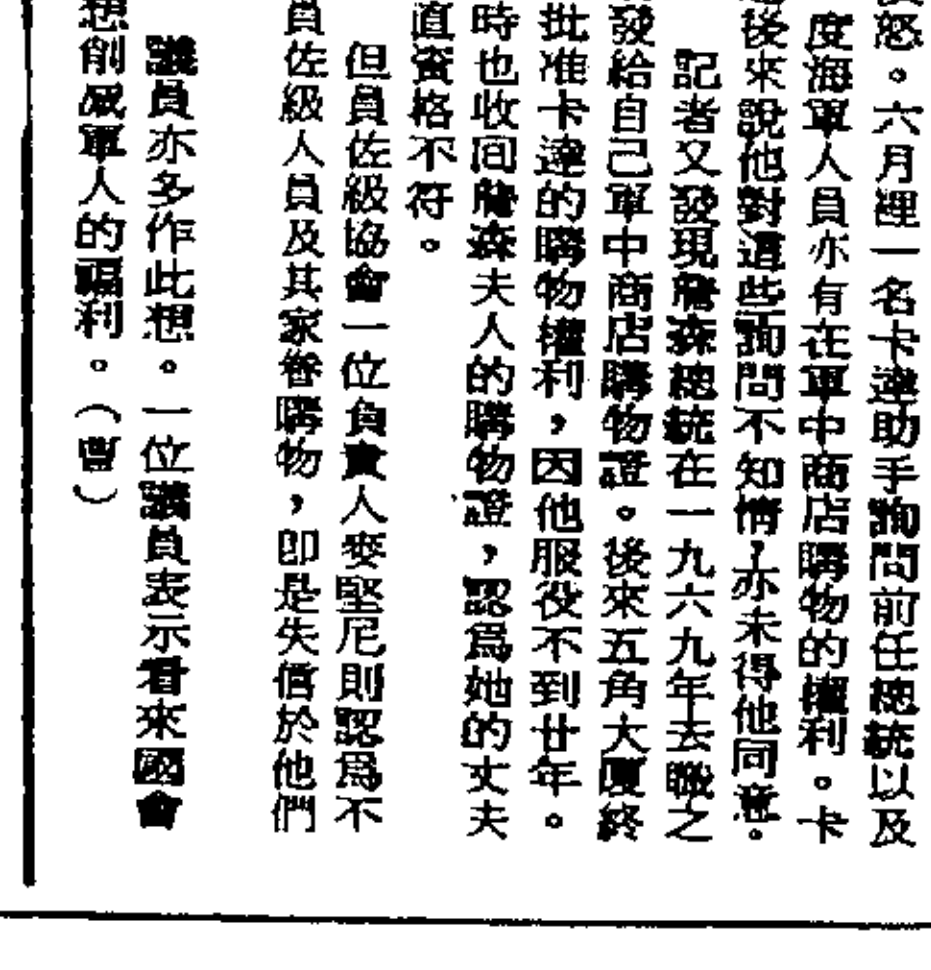 怒。六月裡一名卡達助手詢問前任總統以及
度海軍人員亦有在軍中商店購物的權利。卡
後來說他對這些詢問不知情，亦未得他同意。
記者又發現詹森總統在一九六九年去職之
發給自己軍中商店購物證。後來五角大厦終
批准卡達的購物權利，因他服役不到廿年。
時也收回詹森夫人的購物證，認爲她的丈夫
直資格不符。
但員佐級協會一位負責人麥堅尼則認爲不
員佐級人員及其家眷購物，即是失信於他們
議員亦多作此想。一位議員表示看來國會
想削减軍人的福利。（曹）